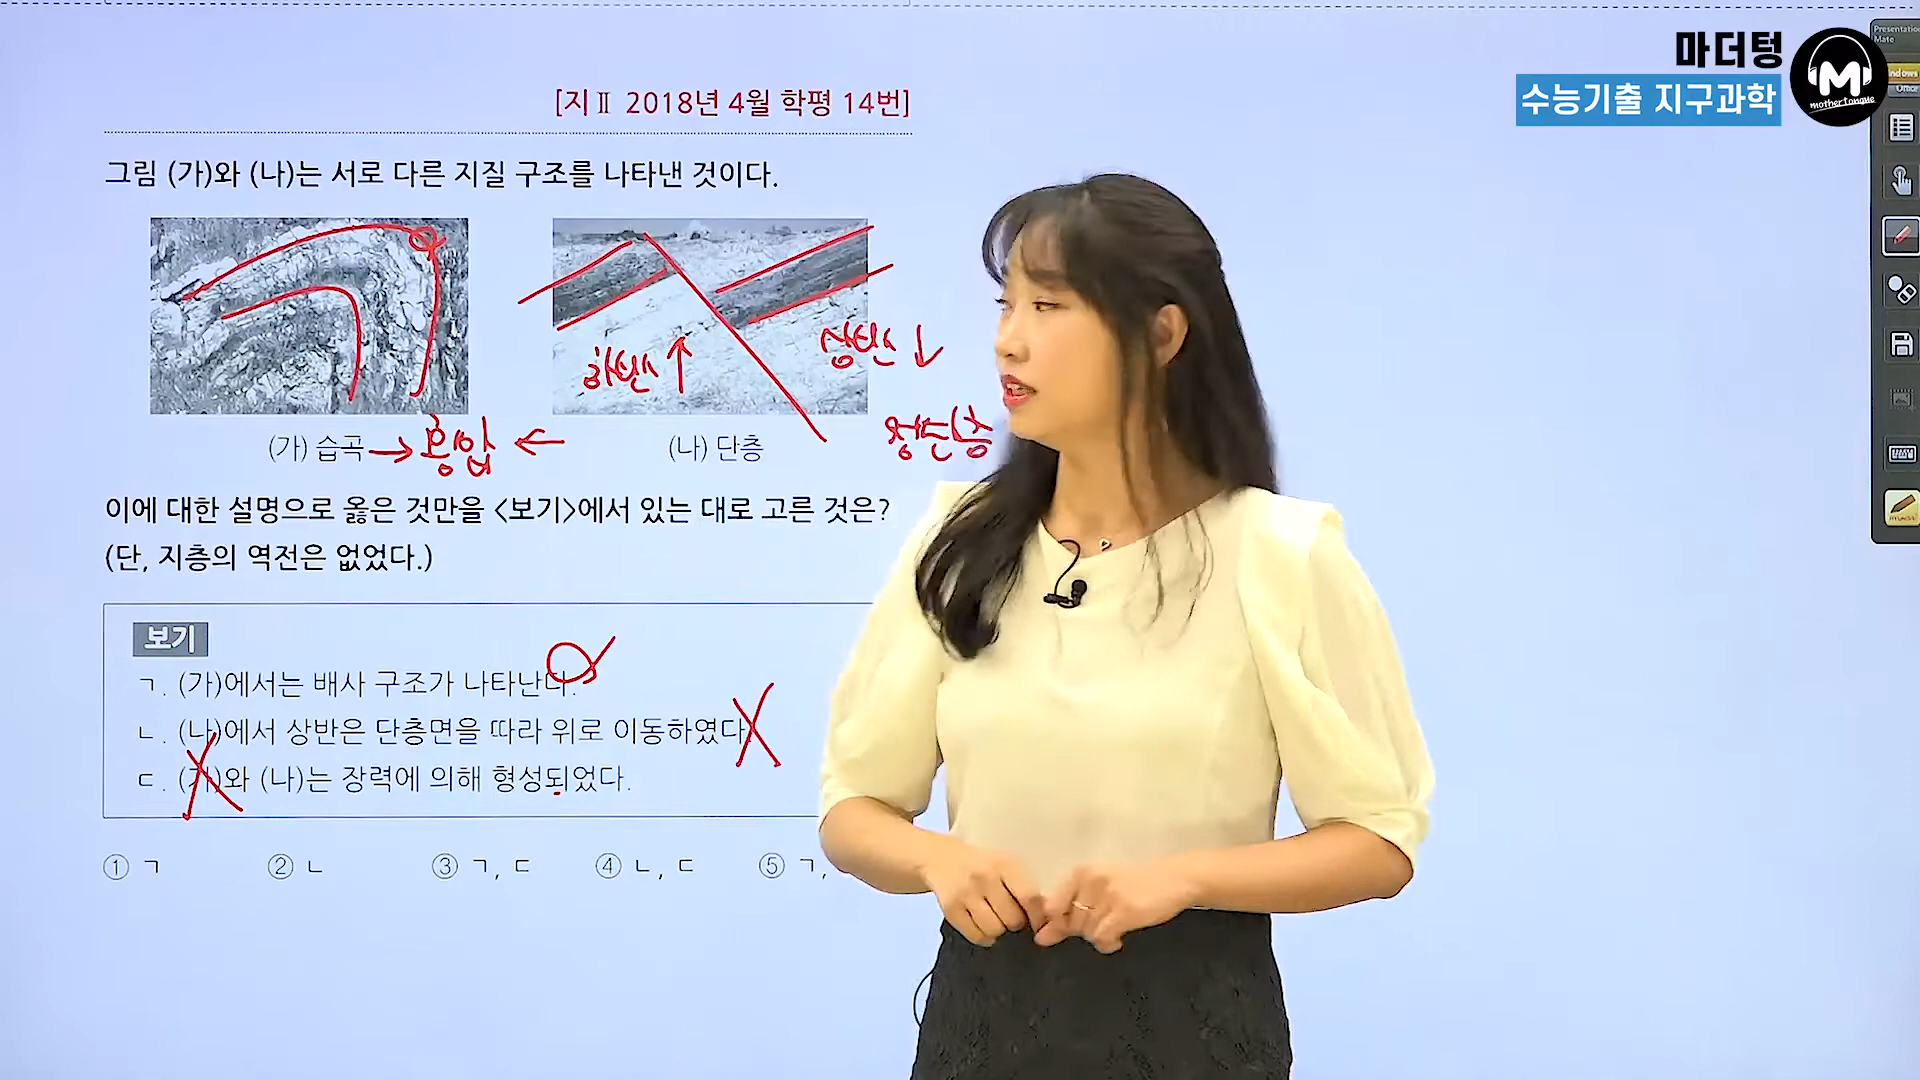 마더텅
수능기출 지구과학
mothertongue
Presentation
Mate
[지Ⅱ 2018년 4월 학평 14번]
그림 (가)와 (나)는 서로 다른 지질 구조를 나타낸 것이다.
하반↑
상반↓
정단층
(가) 습곡 → 횡압 ←
(나) 단층
이에 대한 설명으로 옳은 것만을 <보기>에서 있는 대로 고른 것은?
(단, 지층의 역전은 없었다.)
보기
ㄱ. (가)에서는 배사 구조가 나타난다.
ㄴ. (나)에서 상반은 단층면을 따라 위로 이동하였다.
ㄷ. (가)와 (나)는 장력에 의해 형성되었다.
① ㄱ ② ㄴ ③ ㄱ, ㄷ ④ ㄴ, ㄷ ⑤ ㄱ,